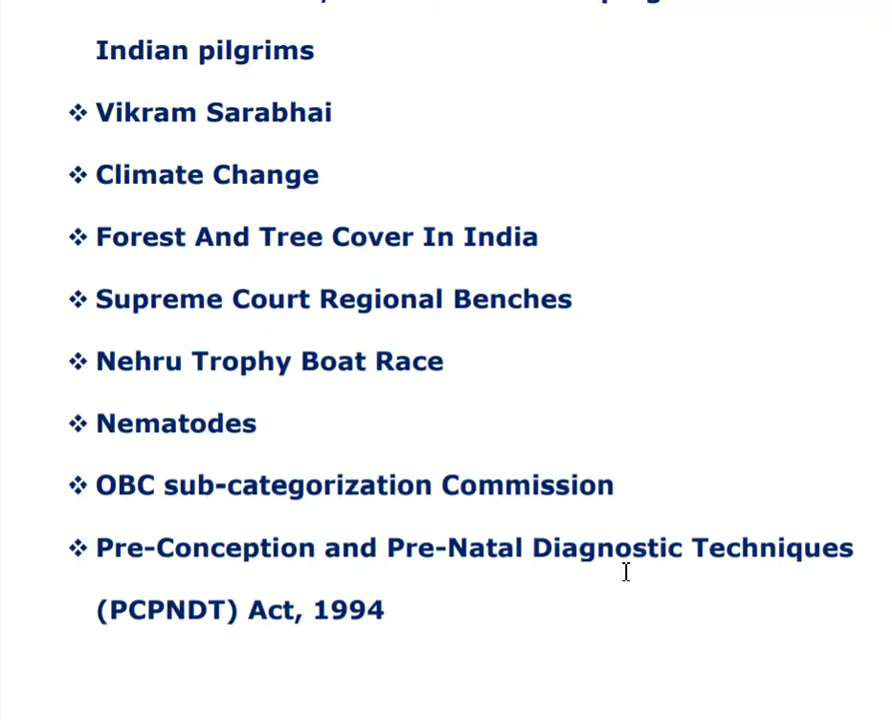 Indian pilgrims
❖ Vikram Sarabhai
❖ Climate Change
❖ Forest And Tree Cover In India
❖ Supreme Court Regional Benches
❖ Nehru Trophy Boat Race
❖ Nematodes
❖ OBC sub-categorization Commission
❖ Pre-Conception and Pre-Natal Diagnostic Techniques
(PCPNDT) Act, 1994